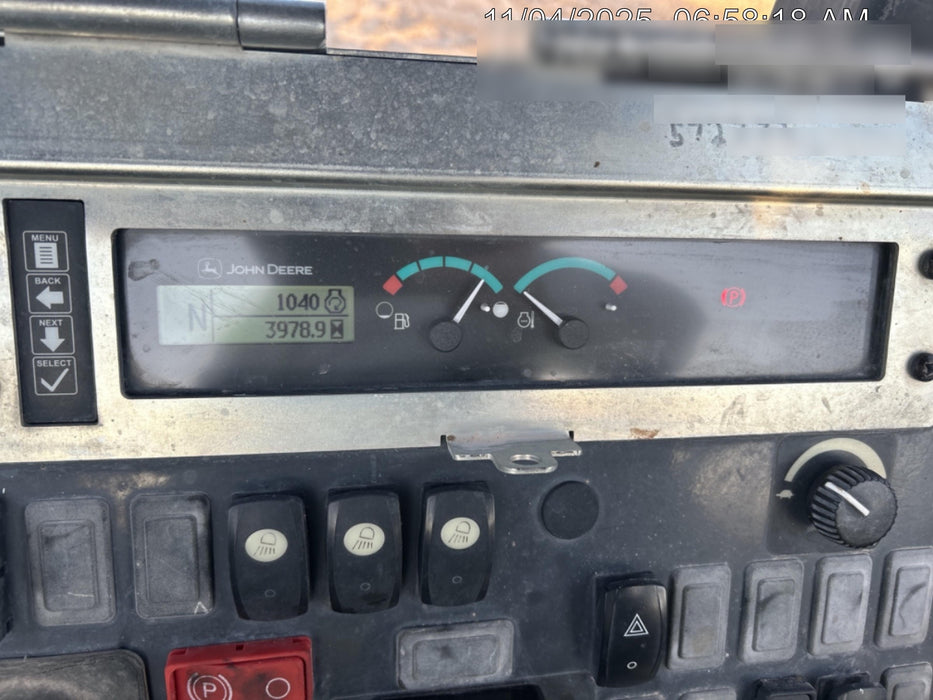 11/04/2025 06:58:18 AM
MENU
BACK
NEXT
SELECT
JOHN DEERE
N
1040
3978.9
(P)
P